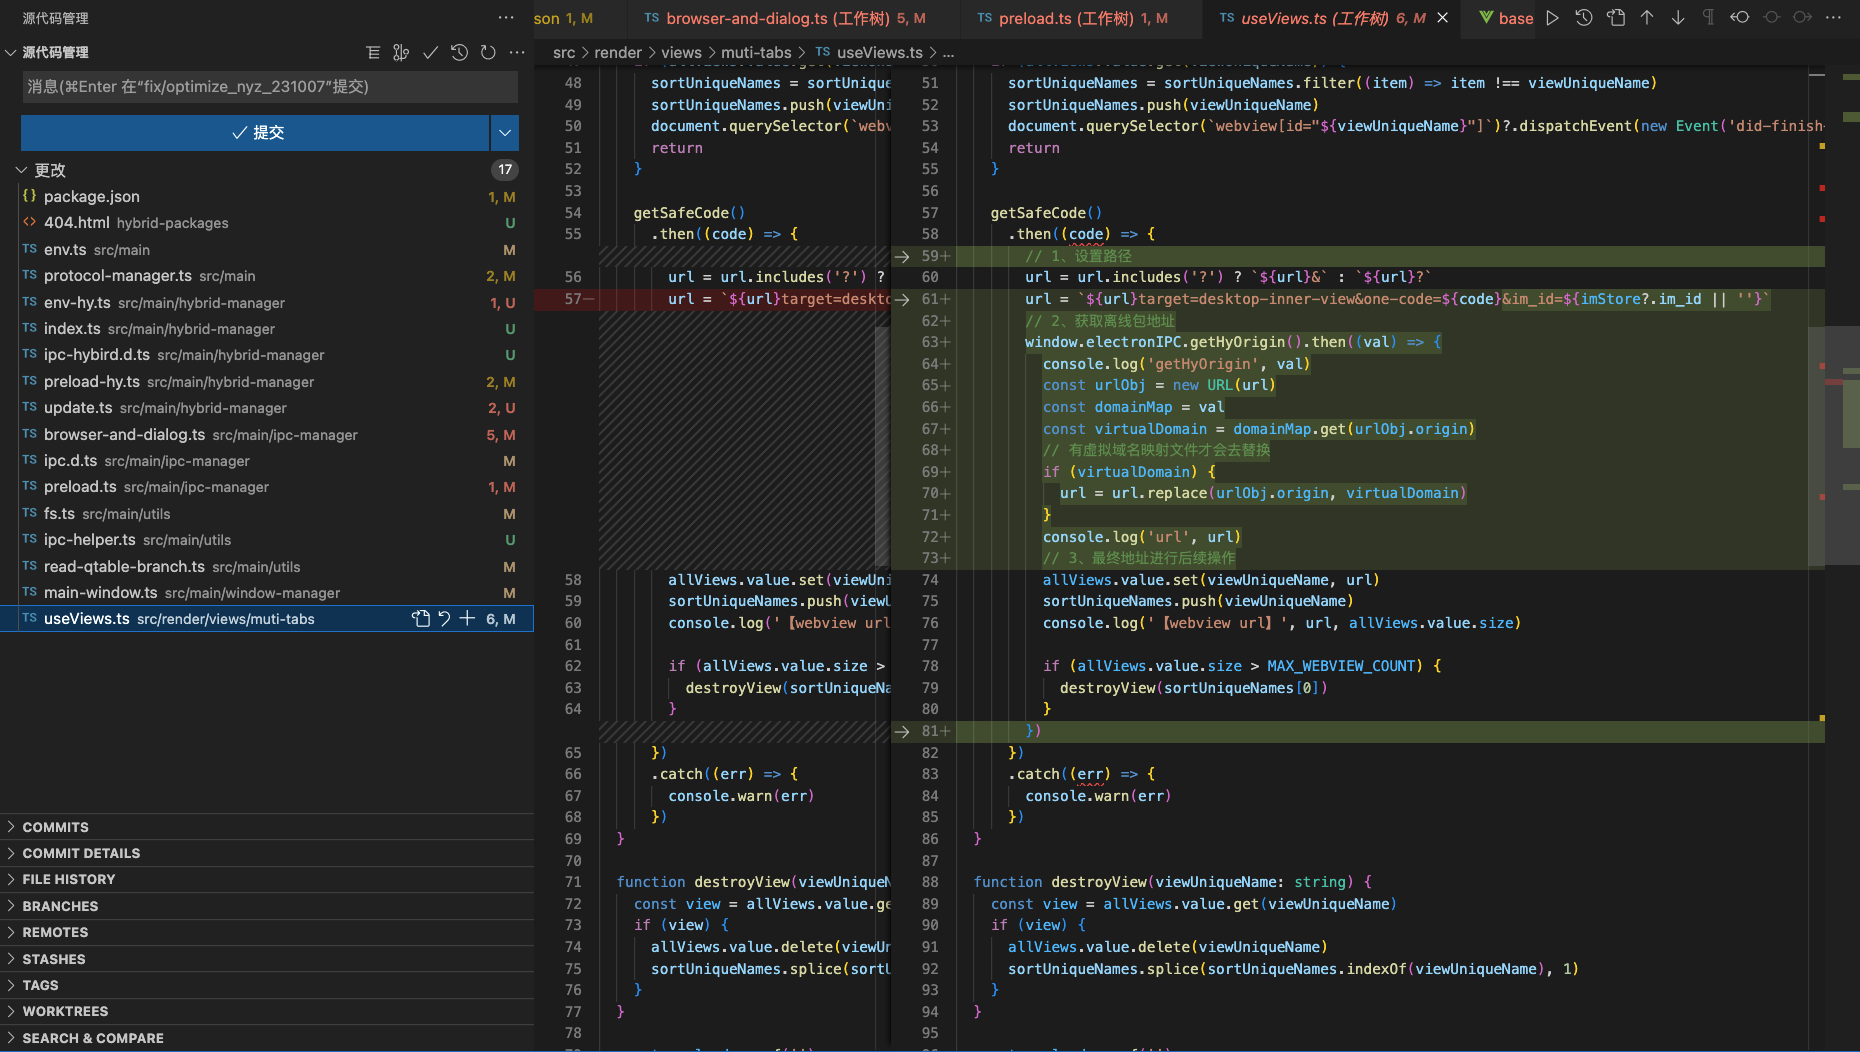 源代码管理
源代码管理
消息(⌘Enter 在"fix/optimize_nyz_231007"提交)
提交
更改 17
package.json 1, M
404.html hybrid-packages U
env.ts src/main M
protocol-manager.ts src/main 2, M
env-hy.ts src/main/hybrid-manager 1, U
index.ts src/main/hybrid-manager U
ipc-hybird.d.ts src/main/hybrid-manager U
preload-hy.ts src/main/hybrid-manager 2, M
update.ts src/main/hybrid-manager 2, U
browser-and-dialog.ts src/main/ipc-manager 5, M
ipc.d.ts src/main/ipc-manager M
preload.ts src/main/ipc-manager 1, M
fs.ts src/main/utils M
ipc-helper.ts src/main/utils U
read-qtable-branch.ts src/main/utils M
main-window.ts src/main/window-manager M
useViews.ts src/render/views/muti-tabs 6, M
COMMITS
COMMIT DETAILS
FILE HISTORY
BRANCHES
REMOTES
STASHES
TAGS
WORKTREES
SEARCH & COMPARE
son 1, M
TS browser-and-dialog.ts (工作树) 5, M
TS preload.ts (工作树) 1, M
TS useViews.ts (工作树) 6, M
base
src > render > views > muti-tabs > TS useViews.ts > ...
48 sortUniqueNames = sortUnique
49 sortUniqueNames.push(viewUni
50 document.querySelector(`webv
51 return
52 }
53
54 getSafeCode()
55 .then((code) => {
56 url = url.includes('?') ?
57 url = `${url}target=deskto
58 allViews.value.set(viewUni
59 sortUniqueNames.push(viewU
60 console.log('【webview url
61
62 if (allViews.value.size >
63 destroyView(sortUniqueNa
64 }
65 })
66 .catch((err) => {
67 console.warn(err)
68 })
69 }
70
71 function destroyView(viewUniqueN
72 const view = allViews.value.ge
73 if (view) {
74 allViews.value.delete(viewUn
75 sortUniqueNames.splice(sortU
76 }
77 }
78
51 sortUniqueNames = sortUniqueNames.filter((item) => item !== viewUniqueName)
52 sortUniqueNames.push(viewUniqueName)
53 document.querySelector(`webview[id="${viewUniqueName}"]`)?.dispatchEvent(new Event('did-finish-
54 return
55 }
56
57 getSafeCode()
58 .then((code) => {
59+ // 1、设置路径
60 url = url.includes('?') ? `${url}&` : `${url}?`
61+ url = `${url}target=desktop-inner-view&one-code=${code}&im_id=${imStore?.im_id || ''}`
62+ // 2、获取离线包地址
63+ window.electronIPC.getHyOrigin().then((val) => {
64+ console.log('getHyOrigin', val)
65+ const urlObj = new URL(url)
66+ const domainMap = val
67+ const virtualDomain = domainMap.get(urlObj.origin)
68+ // 有虚拟域名映射文件才会去替换
69+ if (virtualDomain) {
70+ url = url.replace(urlObj.origin, virtualDomain)
71+ }
72+ console.log('url', url)
73+ // 3、最终地址进行后续操作
74 allViews.value.set(viewUniqueName, url)
75 sortUniqueNames.push(viewUniqueName)
76 console.log('【webview url】', url, allViews.value.size)
77
78 if (allViews.value.size > MAX_WEBVIEW_COUNT) {
79 destroyView(sortUniqueNames[0])
80 }
81+ })
82 })
83 .catch((err) => {
84 console.warn(err)
85 })
86 }
87
88 function destroyView(viewUniqueName: string) {
89 const view = allViews.value.get(viewUniqueName)
90 if (view) {
91 allViews.value.delete(viewUniqueName)
92 sortUniqueNames.splice(sortUniqueNames.indexOf(viewUniqueName), 1)
93 }
94 }
95